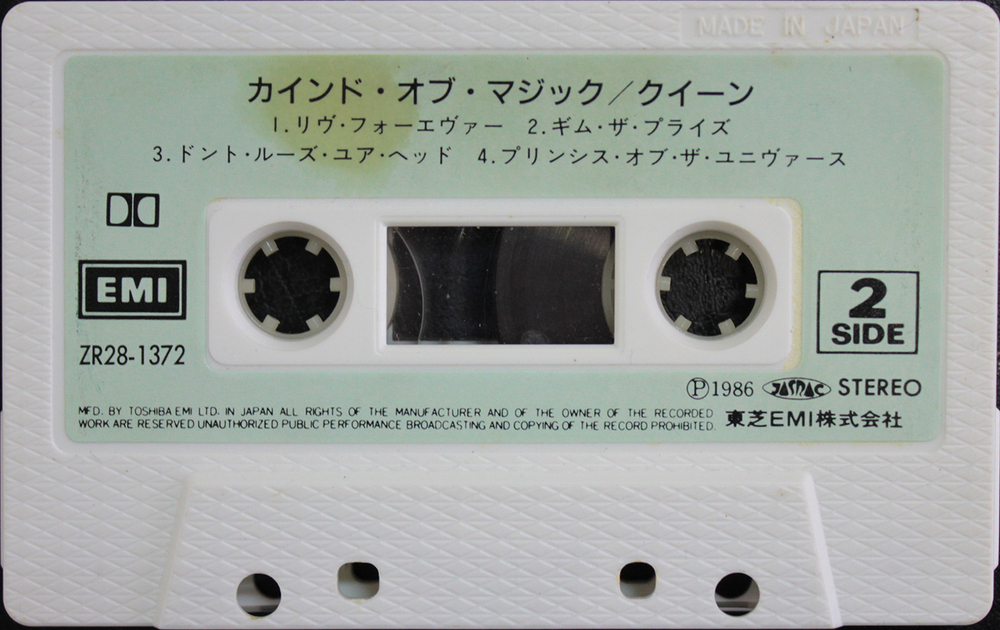 MADE IN JAPAN
カインド・オブ・マジック／クイーン
1.リヴ・フォーエヴァー 2.ギム・ザ・プライズ
3.ドント・ルーズ・ユア・ヘッド 4.プリンシス・オブ・ザ・ユニヴァース
EMI
ZR28-1372
2
SIDE
Ⓟ1986 JASRAC STEREO
MFD. BY TOSHIBA EMI LTD. IN JAPAN ALL RIGHTS OF THE MANUFACTURER AND OF THE OWNER OF THE RECORDED
WORK ARE RESERVED UNAUTHORIZED PUBLIC PERFORMANCE BROADCASTING AND COPYING OF THE RECORD PROHIBITED.
東芝EMI株式会社